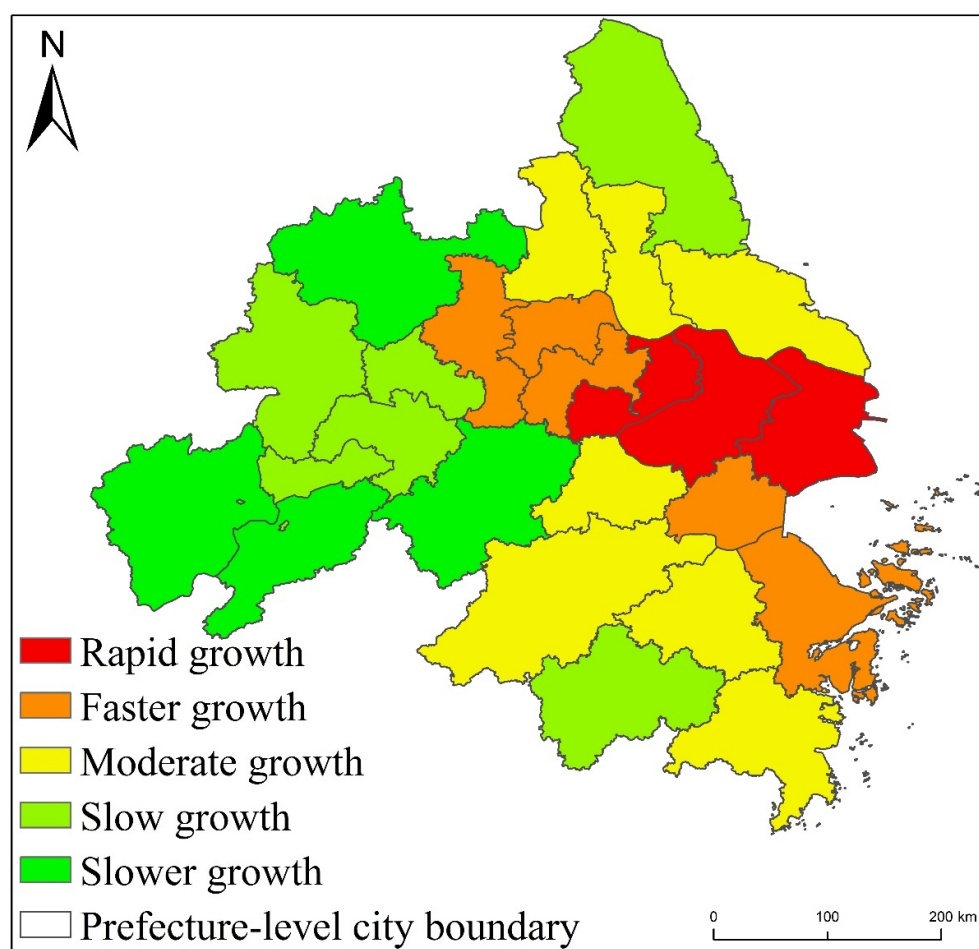 N
Rapid growth
Faster growth
Moderate growth
Slow growth
Slower growth
Prefecture-level city boundary
0 100 200 km